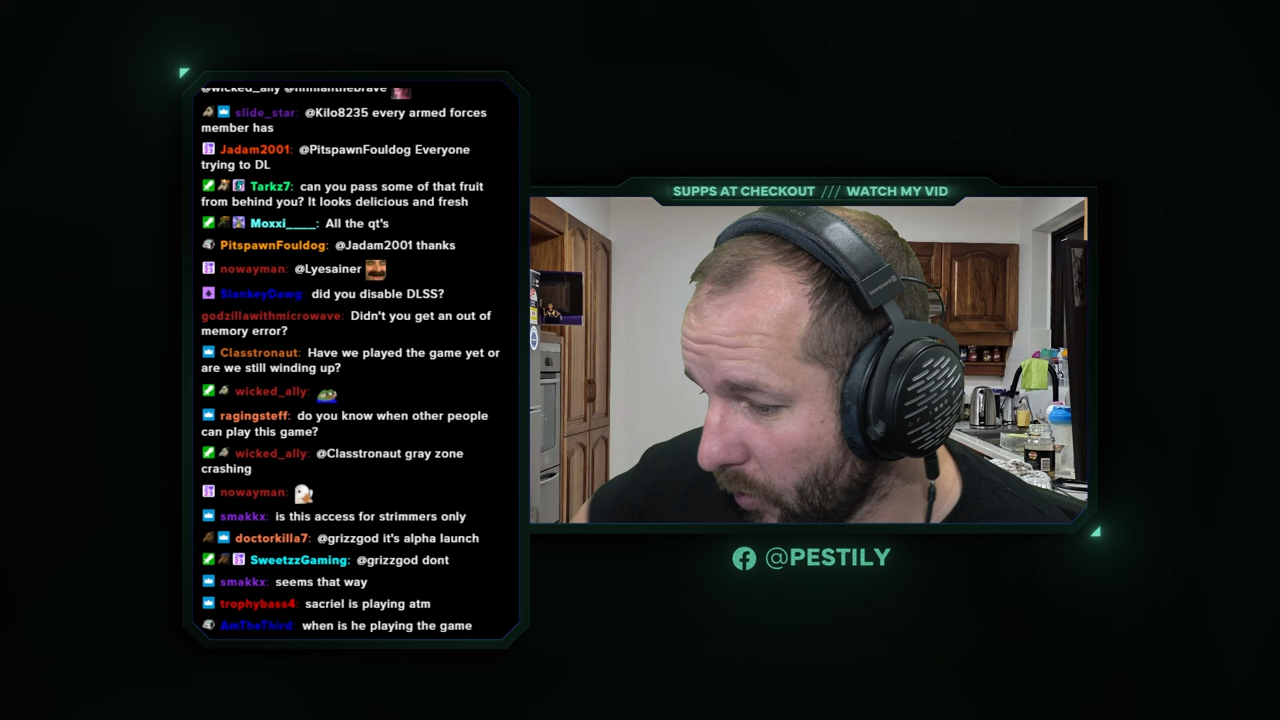 @wicked_ally @nimianthebrave
slide_star: @Kilo8235 every armed forces
member has
Jadam2001: @PitspawnFouldog Everyone
trying to DL
Tarkz7: can you pass some of that fruit
from behind you? It looks delicious and fresh
Moxxi____: All the qt's
PitspawnFouldog: @Jadam2001 thanks
nowayman: @Lyesainer
SlankeyDawg: did you disable DLSS?
godzillawithmicrowave: Didn't you get an out of
memory error?
Classtronaut: Have we played the game yet or
are we still winding up?
wicked_ally:
ragingsteff: do you know when other people
can play this game?
wicked_ally: @Classtronaut gray zone
crashing
nowayman:
smakkx: is this access for strimmers only
doctorkilla7: @grizzgod it's alpha launch
SweetzzGaming: @grizzgod dont
smakkx: seems that way
trophybass4: sacriel is playing atm
AmTheThird: when is he playing the game
SUPPS AT CHECKOUT /// WATCH MY VID
@PESTILY